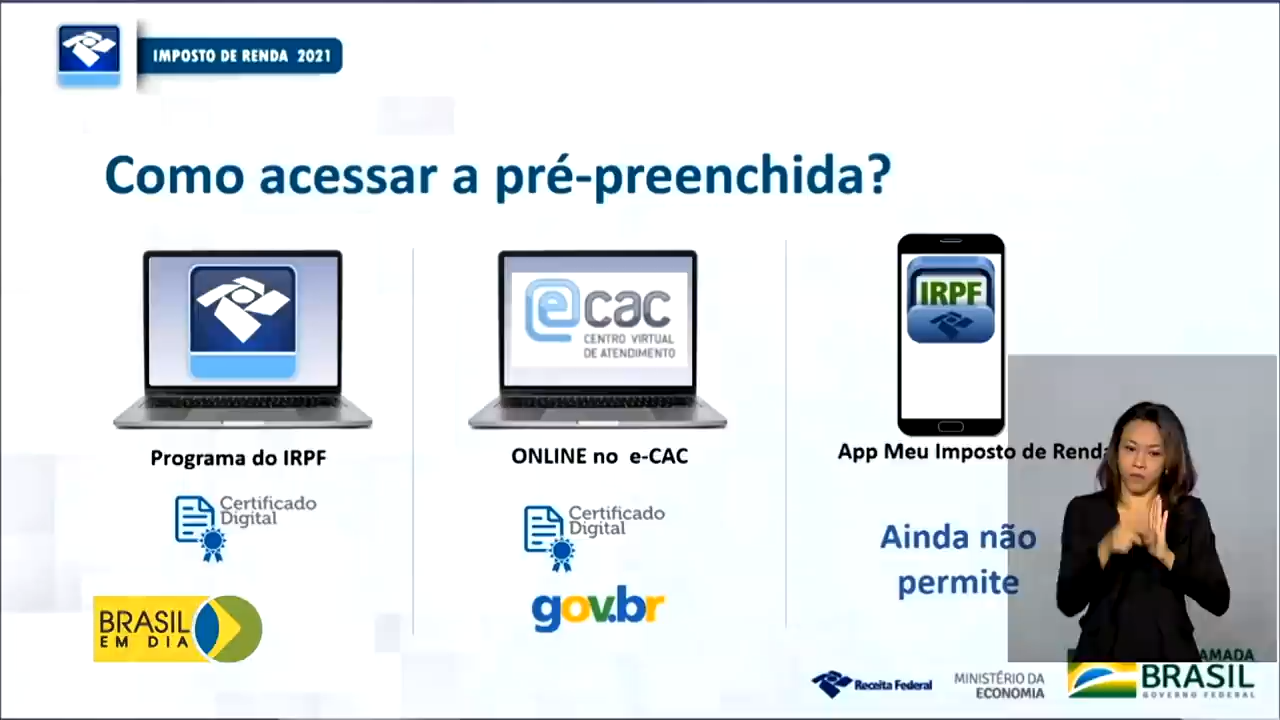 IMPOSTO DE RENDA 2021
Como acessar a pré-preenchida?
IRPF
e cac
CENTRO VIRTUAL
DE ATENDIMENTO
Programa do IRPF
ONLINE no e-CAC
App Meu Imposto de Renda
Certificado
Digital
Certificado
Digital
Ainda não
permite
gov.br
BRASIL
EM DIA
Receita Federal
MINISTÉRIO DA
ECONOMIA
AMADA
BRASIL
GOVERNO FEDERAL